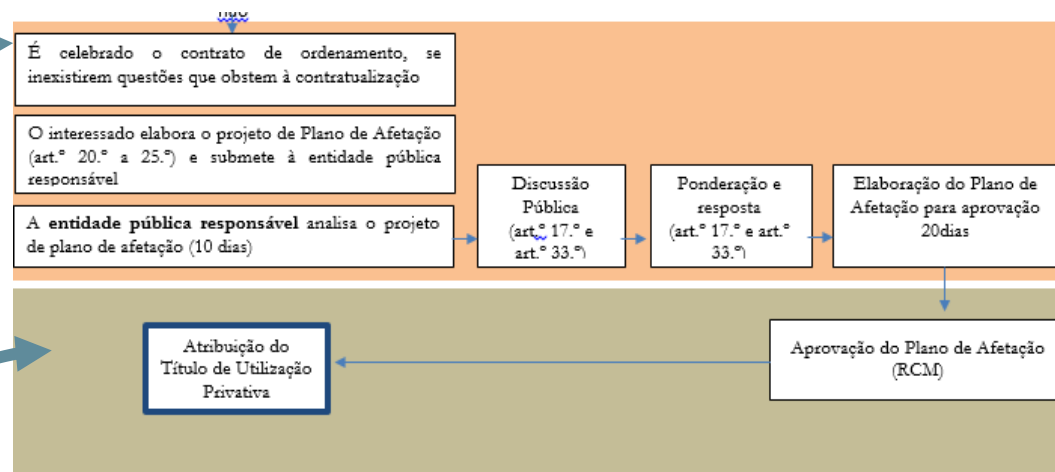 não
É celebrado o contrato de ordenamento, se
inexistirem questões que obstem à contratualização
O interessado elabora o projeto de Plano de Afetação
(art.º 20.º a 25.º) e submete à entidade pública
responsável
A entidade pública responsável analisa o projeto
de plano de afetação (10 dias)
Discussão
Pública
(art.º 17.º e
art.º 33.º)
Ponderação e
resposta
(art.º 17.º e art.º
33.º)
Elaboração do Plano de
Afetação para aprovação
20dias
Aprovação do Plano de Afetação
(RCM)
Atribuição do
Título de Utilização
Privativa